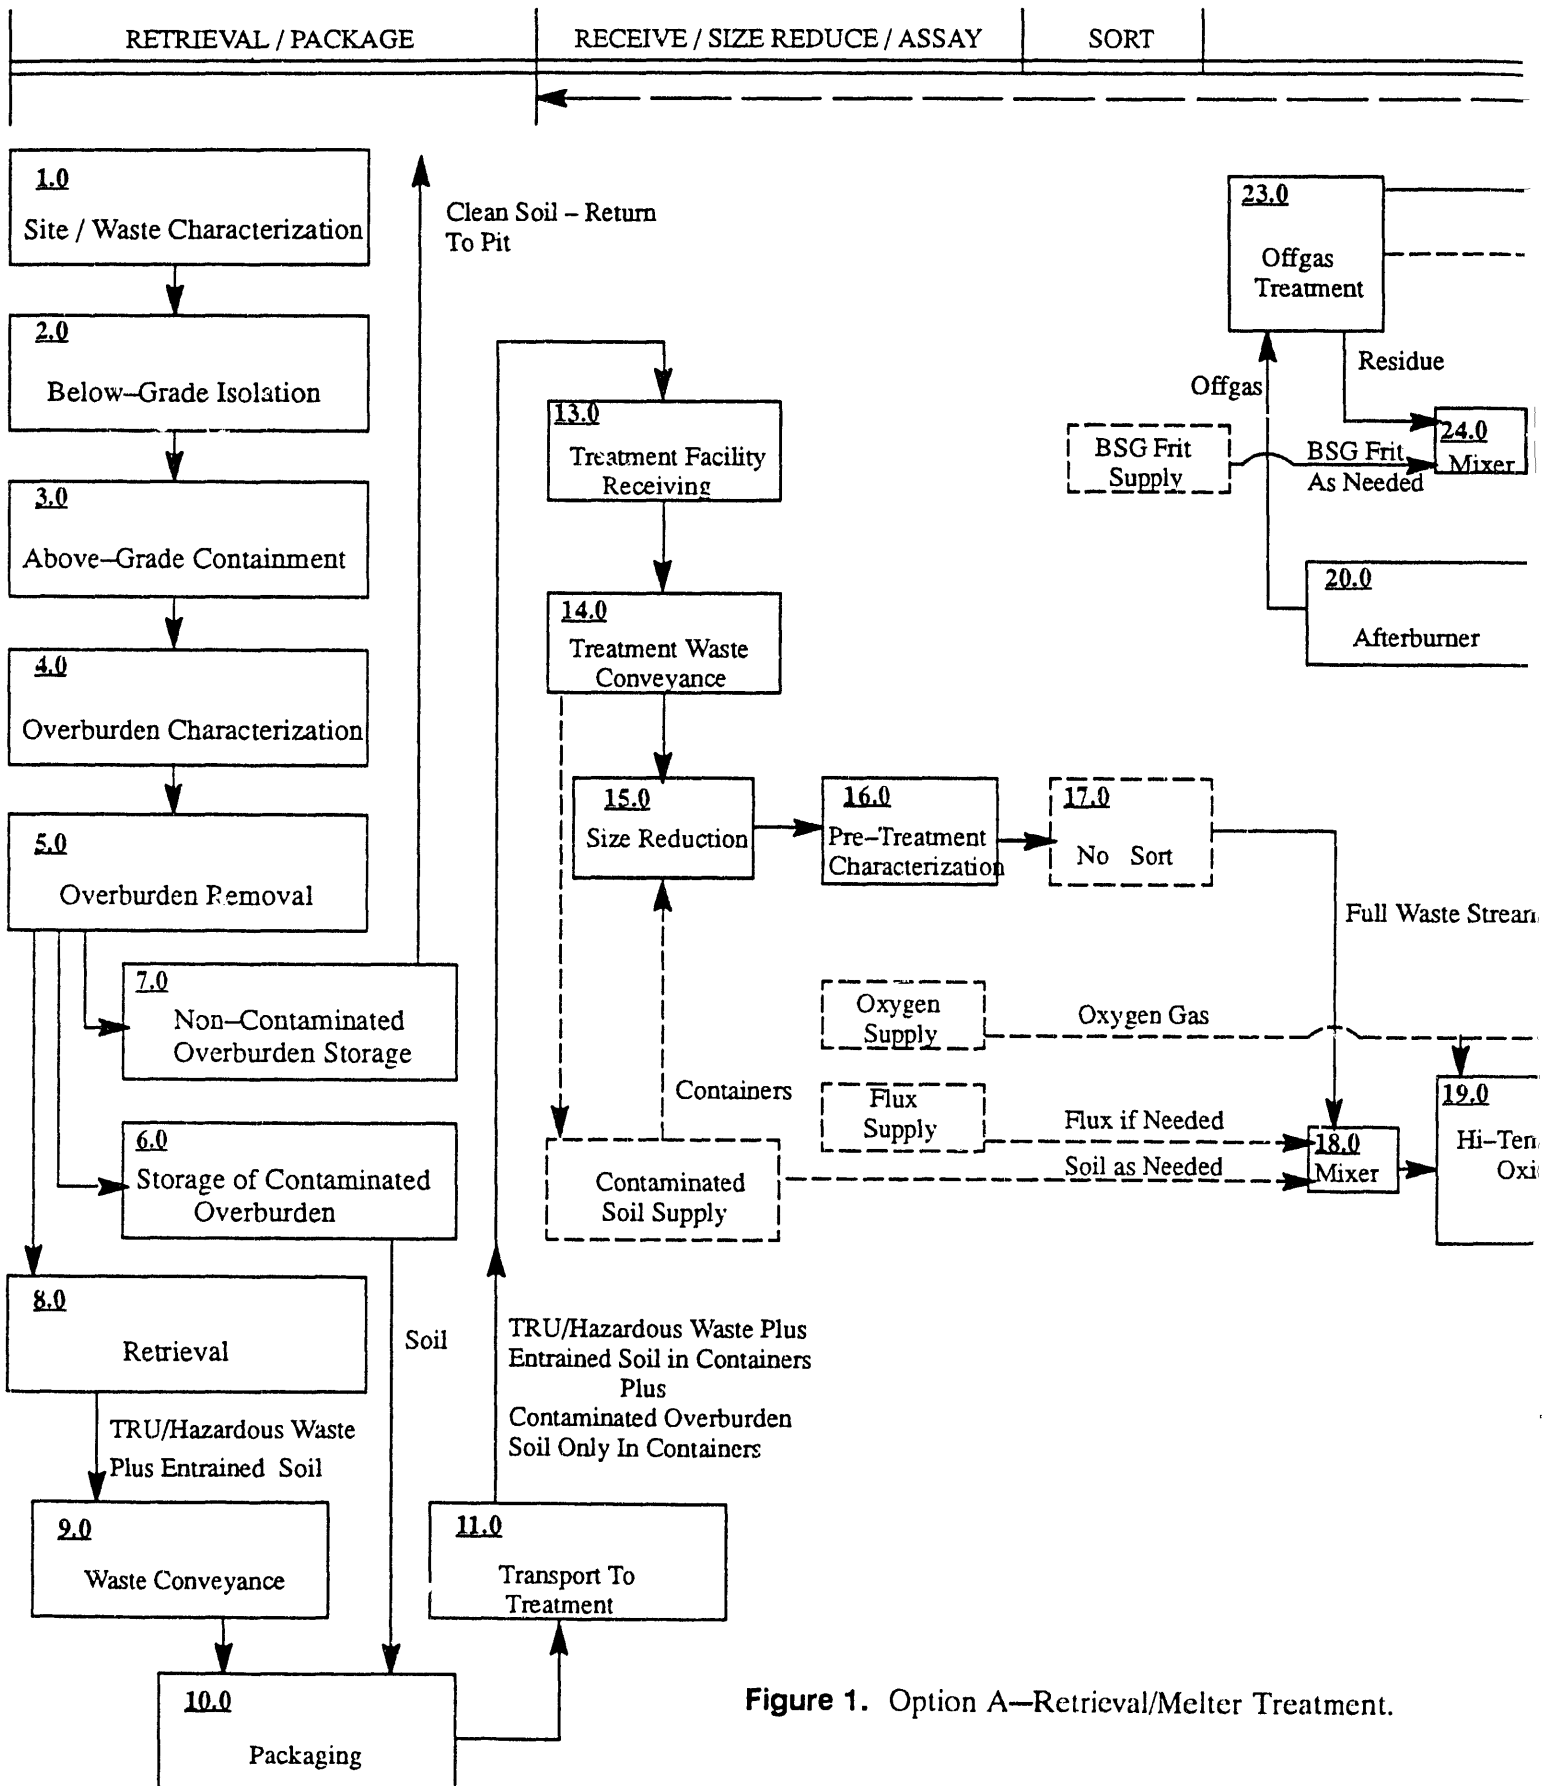 RETRIEVAL / PACKAGE
RECEIVE / SIZE REDUCE / ASSAY
SORT
1.0
Site / Waste Characterization
2.0
Below–Grade Isolation
3.0
Above–Grade Containment
4.0
Overburden Characterization
5.0
Overburden Removal
7.0
Non–Contaminated
Overburden Storage
6.0
Storage of Contaminated
Overburden
8.0
Retrieval
TRU/Hazardous Waste
Plus Entrained Soil
9.0
Waste Conveyance
10.0
Packaging
Soil
Clean Soil – Return
To Pit
11.0
Transport To
Treatment
TRU/Hazardous Waste Plus
Entrained Soil in Containers
Plus
Contaminated Overburden
Soil Only In Containers
13.0
Treatment Facility
Receiving
14.0
Treatment Waste
Conveyance
15.0
Size Reduction
16.0
Pre–Treatment
Characterization
17.0
No Sort
Full Waste
Containers
Contaminated
Soil Supply
Oxygen
Supply
Oxygen Gas
Flux
Supply
Flux if Needed
Soil as Needed
18.0
Mixer
19.0
23.0
Offgas
Treatment
Offgas
Residue
BSG Frit
Supply
BSG Frit
As Needed
24.0
Mixer
20.0
Afterburner
Figure 1. Option A—Retrieval/Melter Treatment.